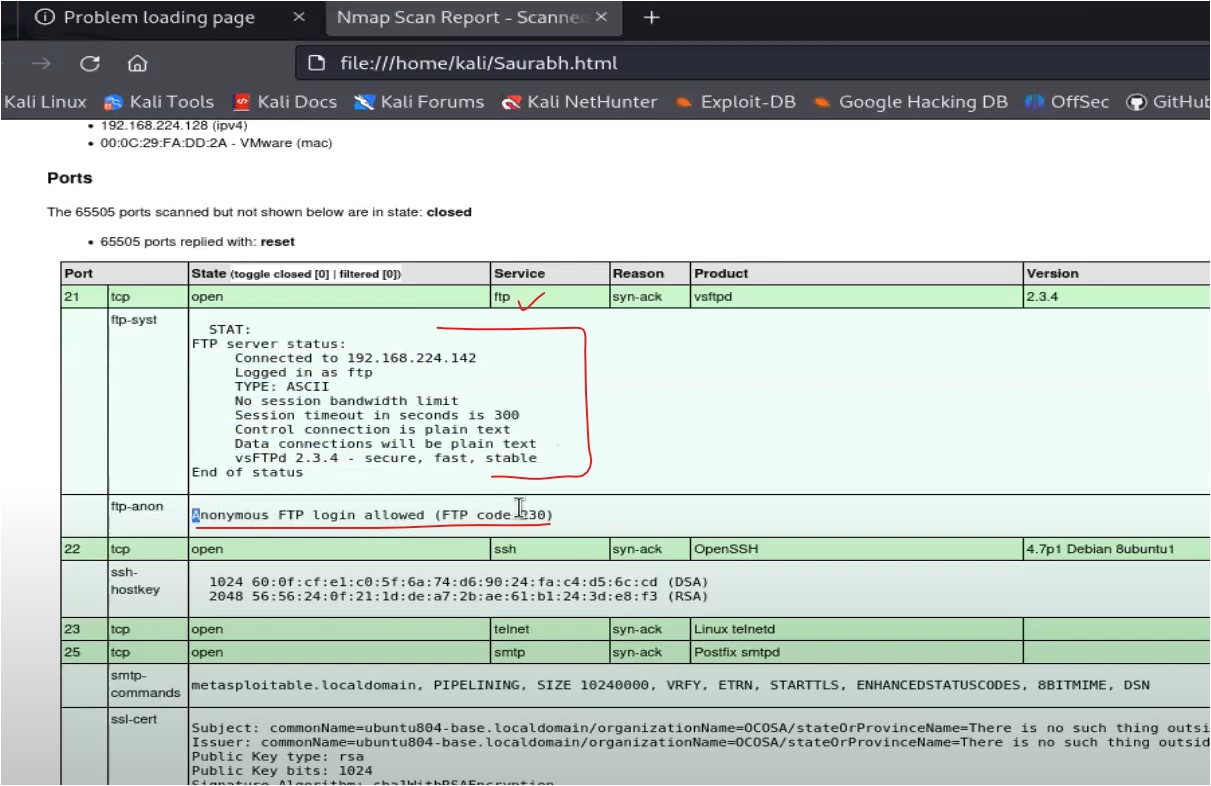 Problem loading page
Nmap Scan Report - Scanne
file:///home/kali/Saurabh.html
Kali Linux Kali Tools Kali Docs Kali Forums Kali NetHunter Exploit-DB Google Hacking DB OffSec GitHub
192.168.224.128 (ipv4)
00:0C:29:FA:DD:2A - VMware (mac)
Ports
The 65505 ports scanned but not shown below are in state: closed
65505 ports replied with: reset
Port State (toggle closed [0] | filtered [0]) Service Reason Product Version
21 tcp open ftp syn-ack vsftpd 2.3.4
ftp-syst
STAT:
FTP server status:
Connected to 192.168.224.142
Logged in as ftp
TYPE: ASCII
No session bandwidth limit
Session timeout in seconds is 300
Control connection is plain text
Data connections will be plain text
vsFTPd 2.3.4 - secure, fast, stable
End of status
ftp-anon Anonymous FTP login allowed (FTP code 230)
22 tcp open ssh syn-ack OpenSSH 4.7p1 Debian 8ubuntu1
ssh-hostkey
1024 60:0f:cf:e1:c0:5f:6a:74:d6:90:24:fa:c4:d5:6c:cd (DSA)
2048 56:56:24:0f:21:1d:de:a7:2b:ae:61:b1:24:3d:e8:f3 (RSA)
23 tcp open telnet syn-ack Linux telnetd
25 tcp open smtp syn-ack Postfix smtpd
smtp-commands metasploitable.localdomain, PIPELINING, SIZE 10240000, VRFY, ETRN, STARTTLS, ENHANCEDSTATUSCODES, 8BITMIME, DSN
ssl-cert
Subject: commonName=ubuntu804-base.localdomain/organizationName=OCOSA/stateOrProvinceName=There is no such thing outsi
Issuer: commonName=ubuntu804-base.localdomain/organizationName=OCOSA/stateOrProvinceName=There is no such thing outsid
Public Key type: rsa
Public Key bits: 1024
Signature Algorithm: sha1WithRSAEncryption